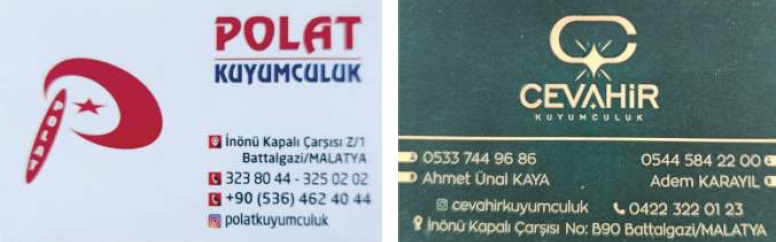 POLAT
KUYUMCULUK
POLAT
İnönü Kapalı Çarşısı Z/1
Battalgazi/MALATYA
323 80 44 - 325 02 02
+90 (536) 462 40 44
polatkuyumculuk
CEVAHİR
KUYUMCULUK
0533 744 96 86
Ahmet Ünal KAYA
0544 584 22 00
Adem KARAYIL
cevahirkuyumculuk
0422 322 01 23
İnönü Kapalı Çarşısı No: B90 Battalgazi/MALATYA